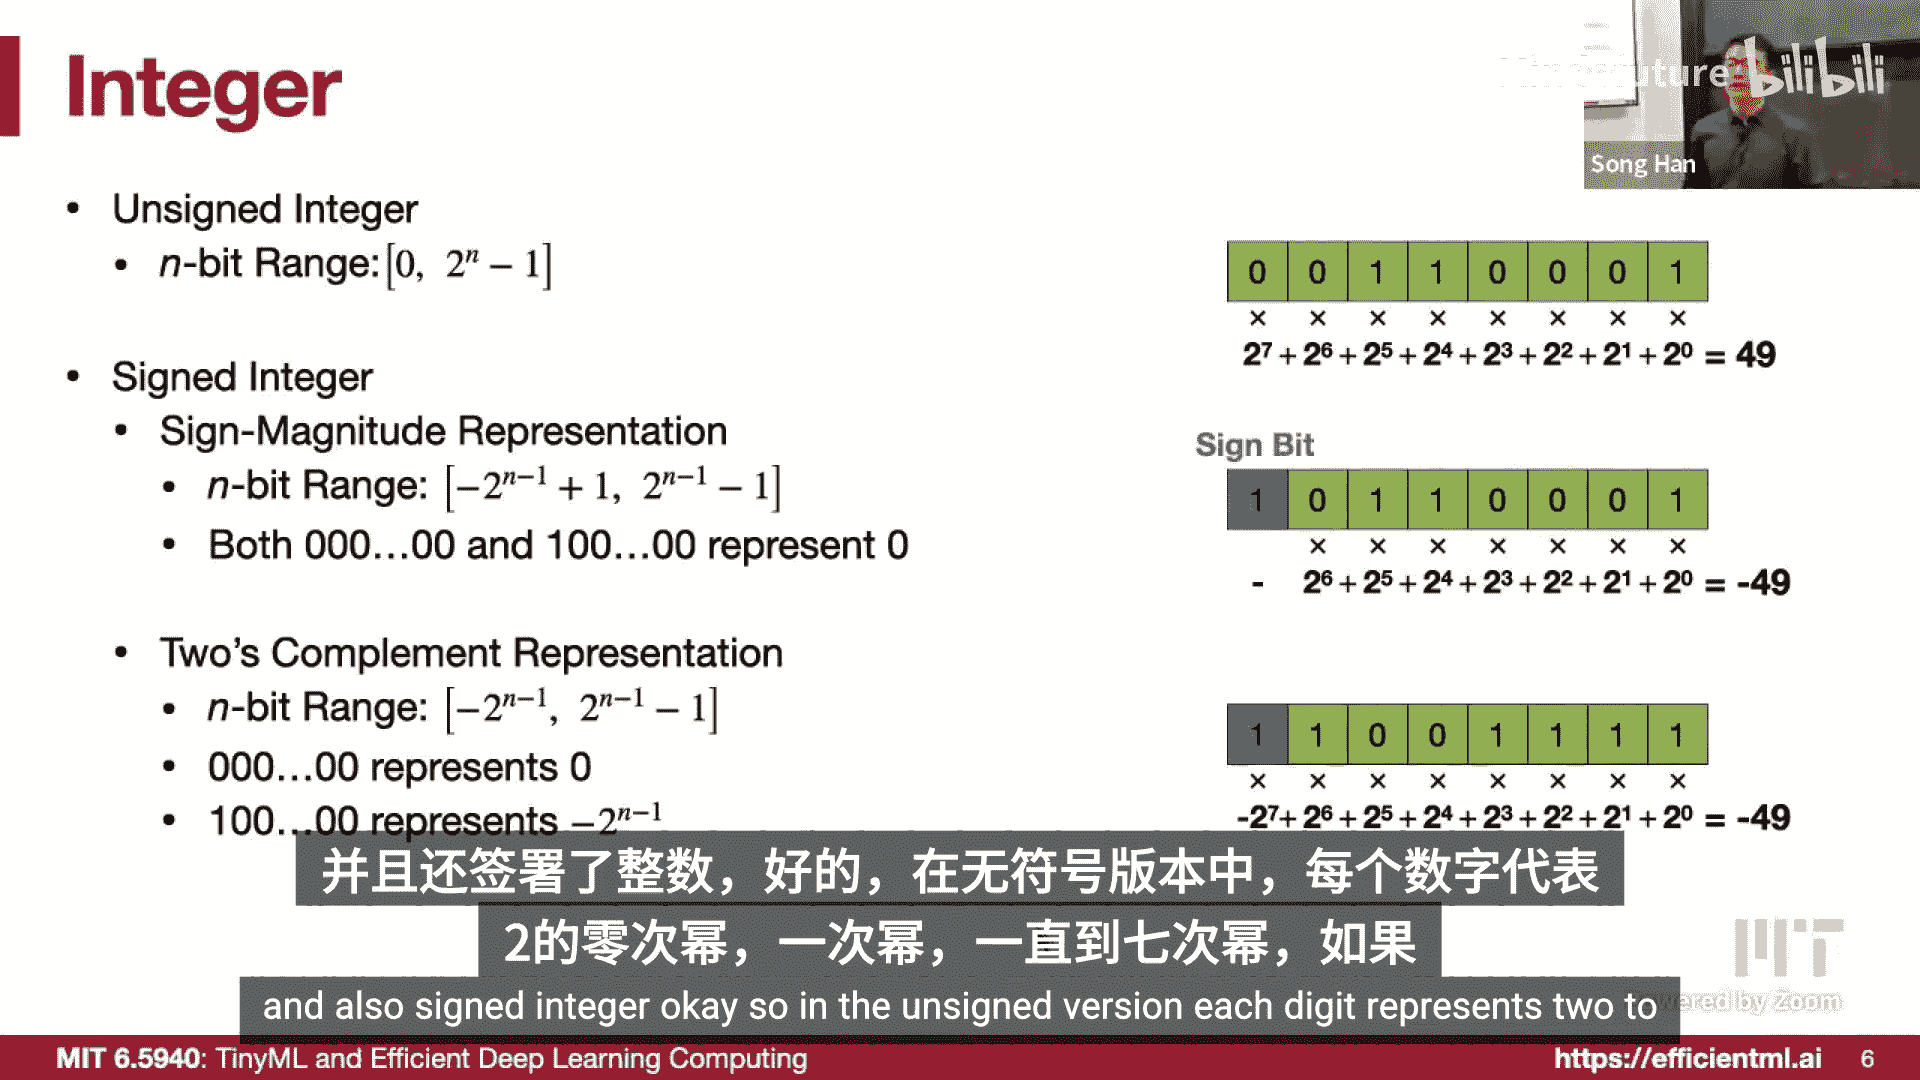 Integer
bilibili
Song Han
• Unsigned Integer
• n-bit Range: [0, 2ⁿ − 1]
0 0 1 1 0 0 0 1
× × × × × × × ×
2⁷ + 2⁶ + 2⁵ + 2⁴ + 2³ + 2² + 2¹ + 2⁰ = 49
• Signed Integer
• Sign-Magnitude Representation
• n-bit Range: [−2ⁿ⁻¹ + 1, 2ⁿ⁻¹ − 1]
• Both 000…00 and 100…00 represent 0
Sign Bit
1 0 1 1 0 0 0 1
× × × × × × ×
- 2⁶ + 2⁵ + 2⁴ + 2³ + 2² + 2¹ + 2⁰ = -49
• Two's Complement Representation
• n-bit Range: [−2ⁿ⁻¹, 2ⁿ⁻¹ − 1]
• 000…00 represents 0
• 100…00 represents −2ⁿ⁻¹
1 1 0 0 1 1 1 1
× × × × × × × ×
-2⁷+ 2⁶ + 2⁵ + 2⁴ + 2³ + 2² + 2¹ + 2⁰ = -49
并且还签署了整数，好的，在无符号版本中，每个数字代表
2的零次幂，一次幂，一直到七次幂，如果
and also signed integer okay so in the unsigned version each digit represents two to
MIT
by Zoom
MIT 6.5940: TinyML and Efficient Deep Learning Computing
https://efficientml.ai
6